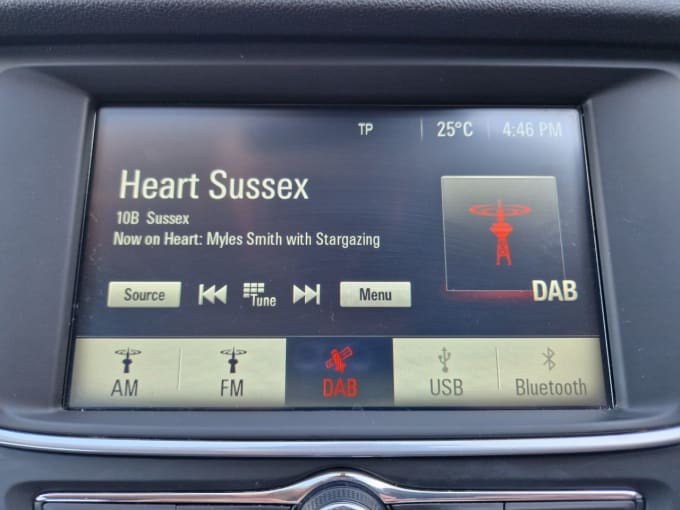 TP 25°C 4:46 PM
Heart Sussex
10B Sussex
Now on Heart: Myles Smith with Stargazing
DAB
Source Tune Menu
AM FM DAB USB Bluetooth